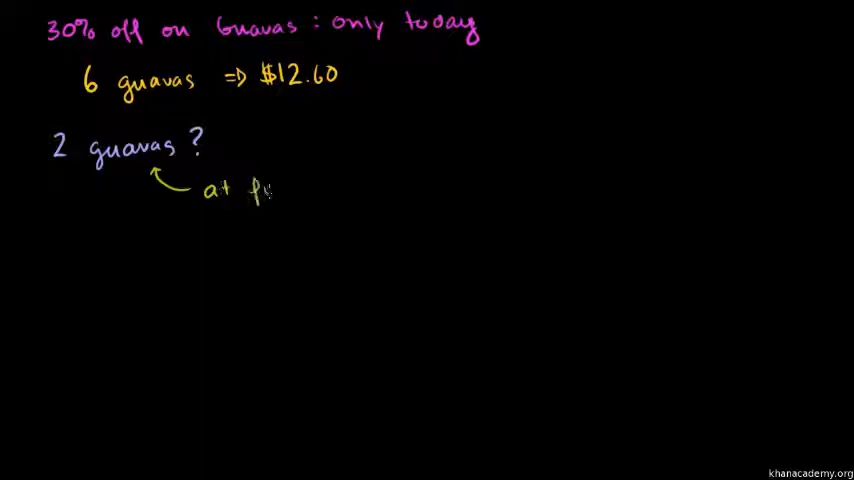 30% off on Guavas : only today
6 guavas ⇒ $12.60
2 guavas ?
at
khanacademy.org